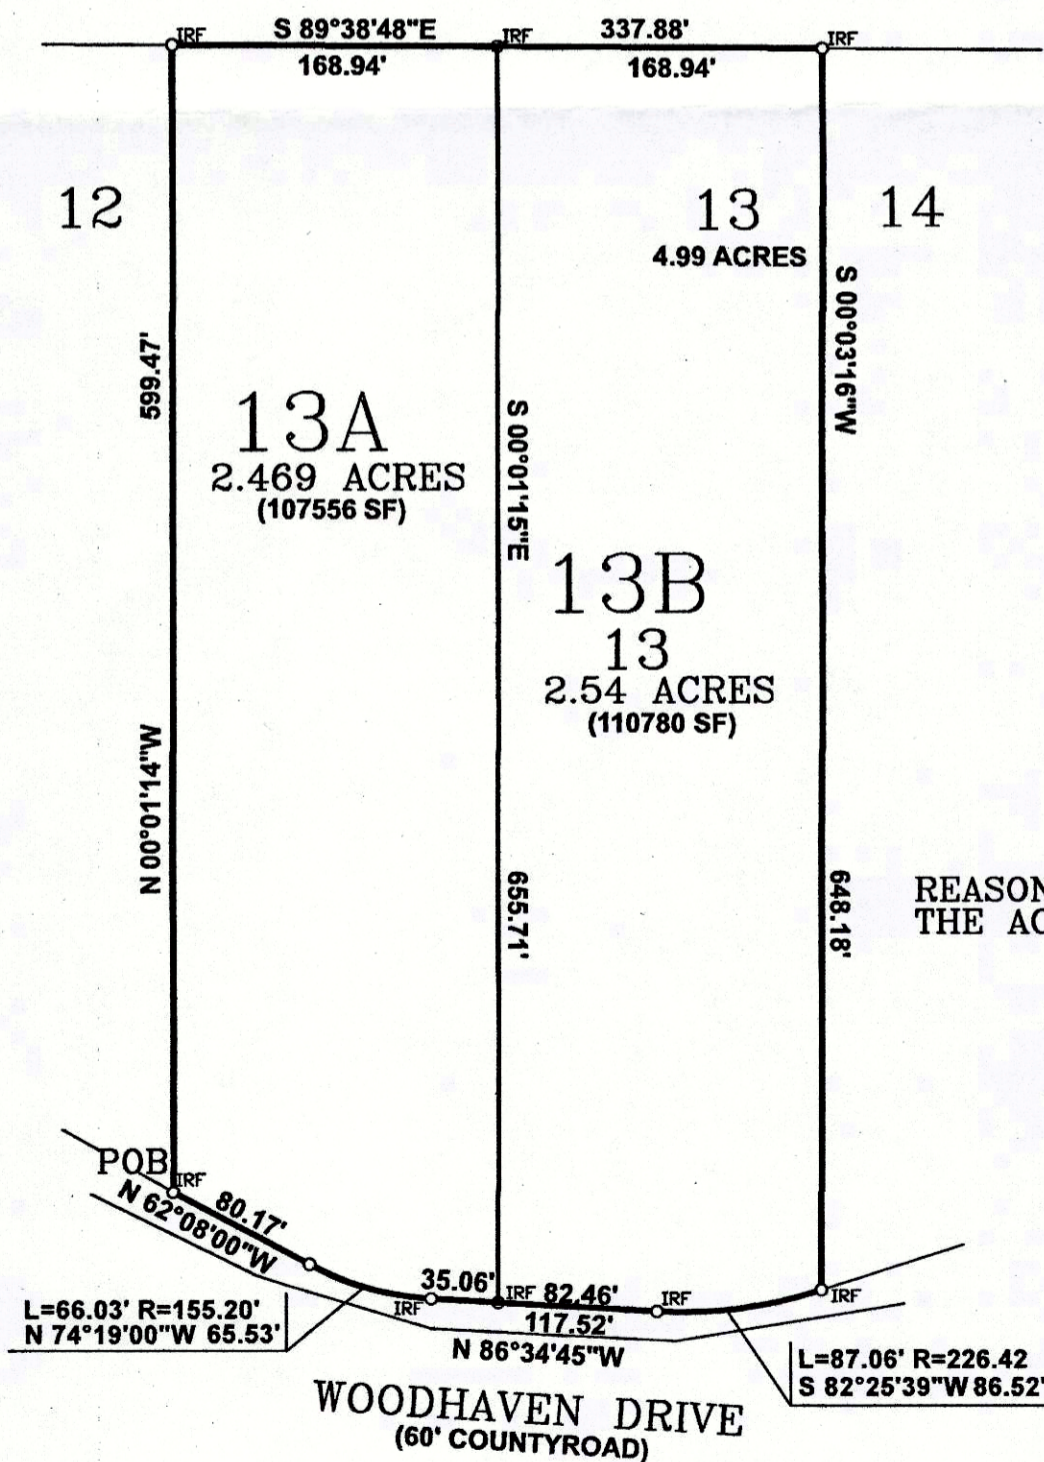 IRF
S 89°38'48"E
IRF
337.88'
IRF
168.94'
168.94'
12
13
14
4.99 ACRES
S 00°03'16"W
599.47'
13A
2.469 ACRES
(107556 SF)
S 00°01'15"E
13B
13
2.54 ACRES
(110780 SF)
N 00°01'14"W
655.71'
648.18'
REASON
THE AC
POB
IRF
80.17'
N 62°08'00"W
35.06'
IRF
82.46'
IRF
IRF
IRF
117.52'
L=66.03' R=155.20'
N 74°19'00"W 65.53'
N 86°34'45"W
L=87.06' R=226.42
S 82°25'39"W 86.52'
WOODHAVEN DRIVE
(60' COUNTYROAD)